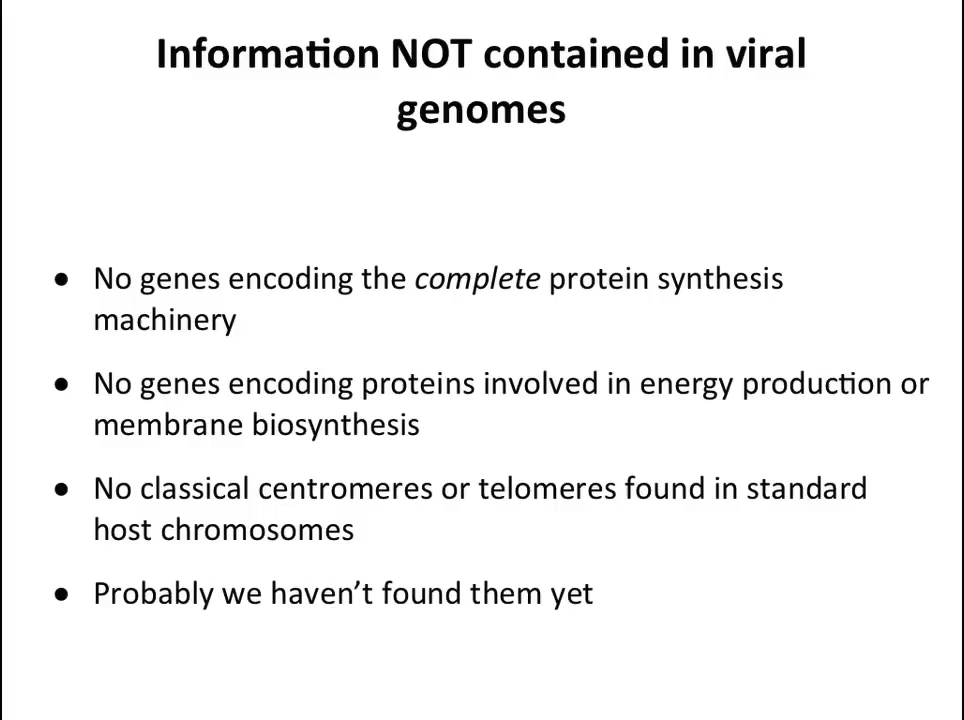 Information NOT contained in viral
genomes
● No genes encoding the complete protein synthesis
machinery
● No genes encoding proteins involved in energy production or
membrane biosynthesis
● No classical centromeres or telomeres found in standard
host chromosomes
● Probably we haven’t found them yet